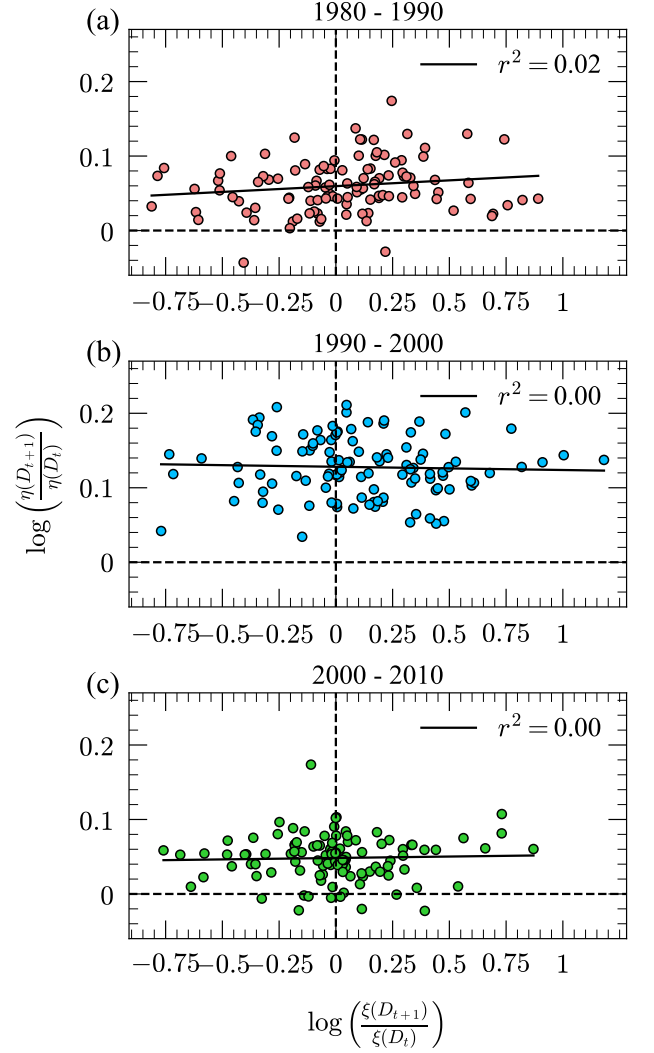 (a) 1980 - 1990
r² = 0.02
0.2
0.1
0
−0.75 −0.5 −0.25 0 0.25 0.5 0.75 1
(b) 1990 - 2000
r² = 0.00
0.2
0.1
0
−0.75 −0.5 −0.25 0 0.25 0.5 0.75 1
log (η(D_{t+1})/η(D_t))
(c) 2000 - 2010
r² = 0.00
0.2
0.1
0
−0.75 −0.5 −0.25 0 0.25 0.5 0.75 1
log (ξ(D_{t+1})/ξ(D_t))